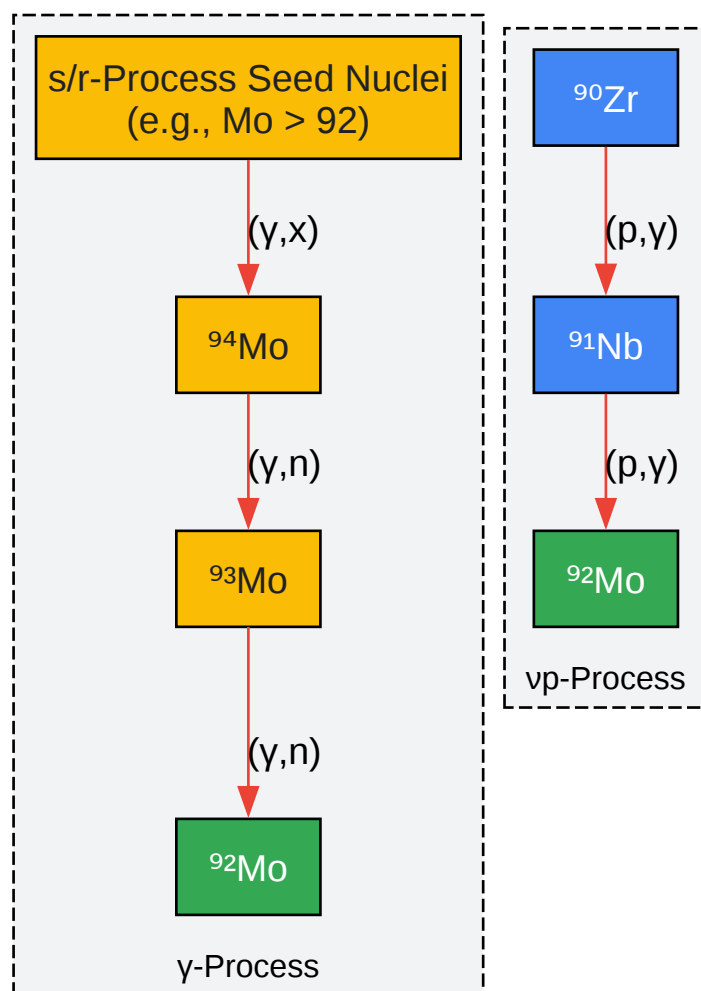 s/r-Process Seed Nuclei
(e.g., Mo > 92)
(γ,x)
⁹⁴Mo
(γ,n)
⁹³Mo
(γ,n)
⁹²Mo
γ-Process
⁹⁰Zr
(p,γ)
⁹¹Nb
(p,γ)
⁹²Mo
νp-Process